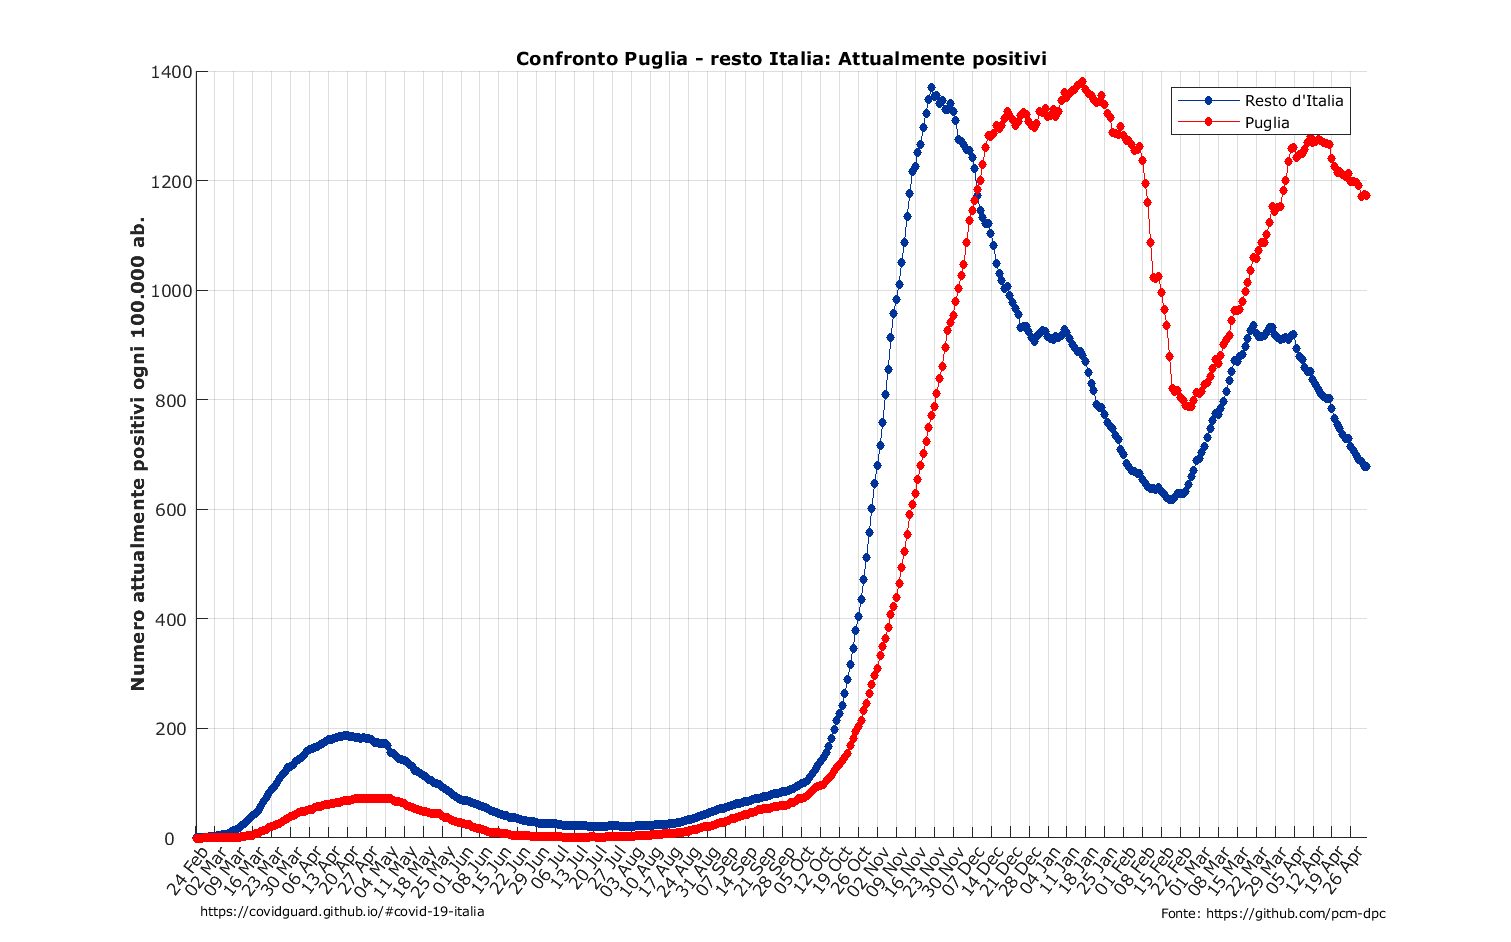 Confronto Puglia - resto Italia: Attualmente positivi
Numero attualmente positivi ogni 100.000 ab.
1400
1200
1000
800
600
400
200
0
Resto d'Italia
Puglia
24 Feb
02 Mar
09 Mar
16 Mar
23 Mar
30 Mar
06 Apr
13 Apr
20 Apr
27 Apr
04 May
11 May
18 May
25 May
01 Jun
08 Jun
15 Jun
22 Jun
29 Jun
06 Jul
13 Jul
20 Jul
27 Jul
03 Aug
10 Aug
17 Aug
24 Aug
31 Aug
07 Sep
14 Sep
21 Sep
28 Sep
05 Oct
12 Oct
19 Oct
26 Oct
02 Nov
09 Nov
16 Nov
23 Nov
30 Nov
07 Dec
14 Dec
21 Dec
28 Dec
04 Jan
11 Jan
18 Jan
25 Jan
01 Feb
08 Feb
15 Feb
22 Feb
01 Mar
08 Mar
15 Mar
22 Mar
29 Mar
05 Apr
12 Apr
19 Apr
26 Apr
https://covidguard.github.io/#covid-19-italia
Fonte: https://github.com/pcm-dpc